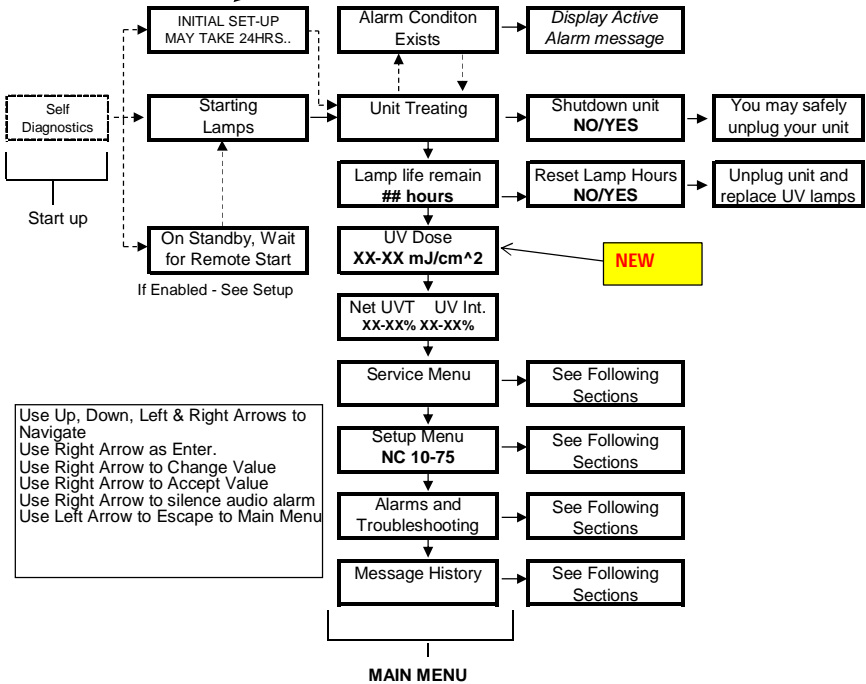 INITIAL SET-UP
MAY TAKE 24HRS..
Alarm Conditon
Exists
Display Active
Alarm message
Self
Diagnostics
Starting
Lamps
Unit Treating
Shutdown unit
NO/YES
You may safely
unplug your unit
Start up
Lamp life remain
## hours
Reset Lamp Hours
NO/YES
Unplug unit and
replace UV lamps
On Standby, Wait
for Remote Start
If Enabled - See Setup
UV Dose
XX-XX mJ/cm^2
NEW
Net UVT UV Int.
XX-XX% XX-XX%
Service Menu
See Following
Sections
Use Up, Down, Left & Right Arrows to
Navigate
Use Right Arrow as Enter.
Use Right Arrow to Change Value
Use Right Arrow to Accept Value
Use Right Arrow to silence audio alarm
Use Left Arrow to Escape to Main Menu
Setup Menu
NC 10-75
See Following
Sections
Alarms and
Troubleshooting
See Following
Sections
Message History
See Following
Sections
MAIN MENU